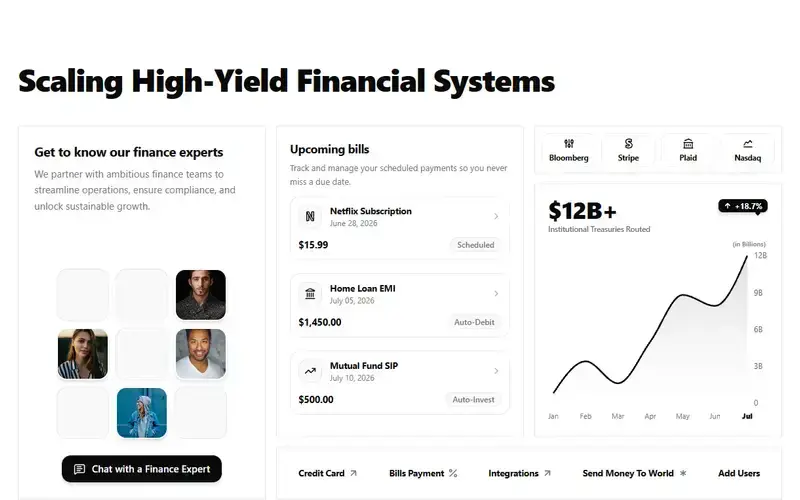 Scaling High-Yield Financial Systems
Get to know our finance experts
We partner with ambitious finance teams to
streamline operations, ensure compliance, and
unlock sustainable growth.
Chat with a Finance Expert
Upcoming bills
Track and manage your scheduled payments so you never
miss a due date.
Netflix Subscription
June 28, 2026
$15.99
Scheduled
Home Loan EMI
July 05, 2026
$1,450.00
Auto-Debit
Mutual Fund SIP
July 10, 2026
$500.00
Auto-Invest
Bloomberg
Stripe
Plaid
Nasdaq
$12B+
+18.7%
Institutional Treasuries Routed
(in Billions)
12B
9B
6B
3B
0
Jan Feb Mar Apr May Jun Jul
Credit Card
Bills Payment
Integrations
Send Money To World
Add Users